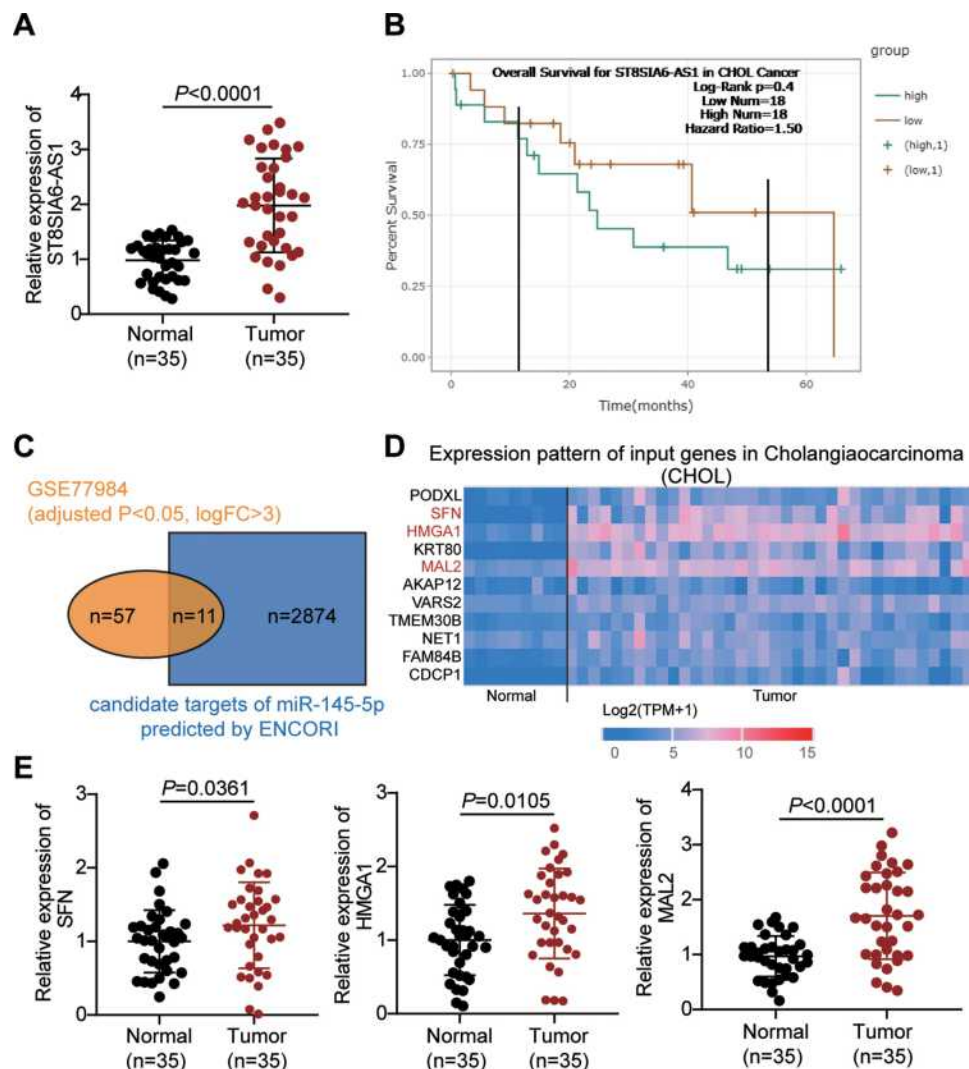 A
Relative expression of
ST8SIA6-AS1
P<0.0001
4
3
2
1
0
Normal
(n=35)
Tumor
(n=35)
B
group
high
low
(high,1)
(low,1)
Overall Survival for ST8SIA6-AS1 in CHOL Cancer
Log-Rank p=0.4
Low Num=18
High Num=18
Hazard Ratio=1.50
Percent Survival
1.00
0.75
0.50
0.25
0.00
0
20
40
60
Time(months)
C
GSE77984
(adjusted P<0.05, logFC>3)
n=57
n=11
n=2874
candidate targets of miR-145-5p
predicted by ENCORI
D
Expression pattern of input genes in Cholangiaocarcinoma
(CHOL)
PODXL
SFN
HMGA1
KRT80
MAL2
AKAP12
VARS2
TMEM30B
NET1
FAM84B
CDCP1
Normal
Tumor
Log2(TPM+1)
0
5
10
15
E
Relative expression of
SFN
P=0.0361
3
2
1
0
Normal
(n=35)
Tumor
(n=35)
Relative expression of
HMGA1
P=0.0105
3
2
1
0
Normal
(n=35)
Tumor
(n=35)
Relative expression of
MAL2
P<0.0001
4
3
2
1
0
Normal
(n=35)
Tumor
(n=35)